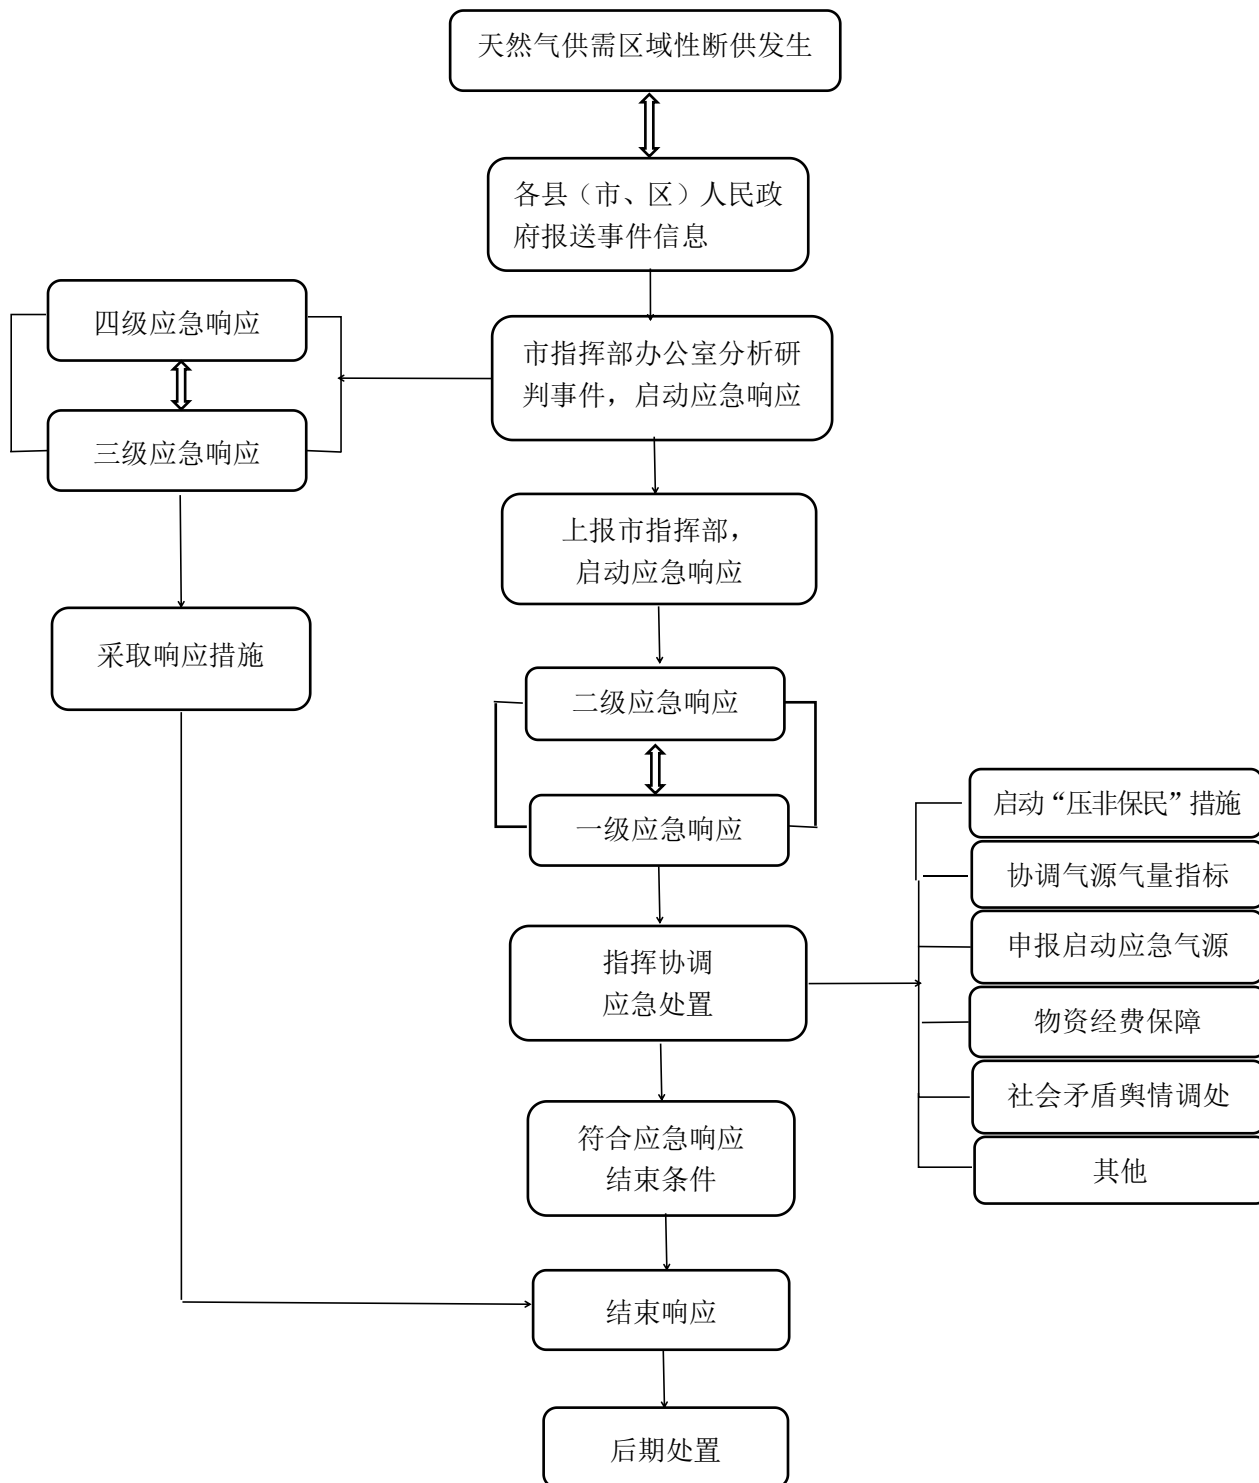 天然气供需区域性断供发生
各县（市、区）人民政
府报送事件信息
四级应急响应
市指挥部办公室分析研
判事件，启动应急响应
三级应急响应
上报市指挥部，
启动应急响应
采取响应措施
二级应急响应
一级应急响应
启动“压非保民”措施
协调气源气量指标
申报启动应急气源
物资经费保障
社会矛盾舆情调处
其他
指挥协调
应急处置
符合应急响应
结束条件
结束响应
后期处置